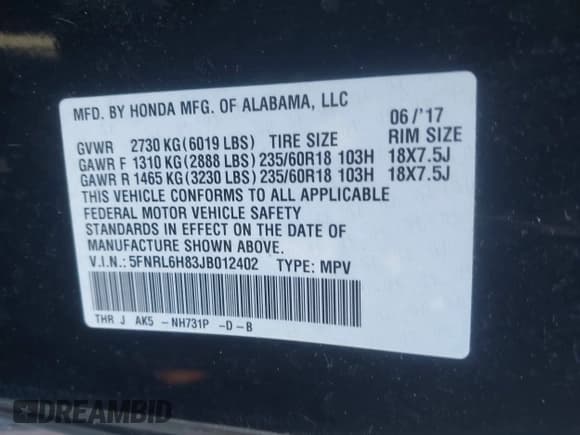 MFD. BY HONDA MFG. OF ALABAMA, LLC 06/'17
GVWR 2730 KG(6019 LBS) TIRE SIZE RIM SIZE
GAWR F 1310 KG(2888 LBS) 235/60R18 103H 18X7.5J
GAWR R 1465 KG(3230 LBS) 235/60R18 103H 18X7.5J
THIS VEHICLE CONFORMS TO ALL APPLICABLE
FEDERAL MOTOR VEHICLE SAFETY
STANDARDS IN EFFECT ON THE DATE OF
MANUFACTURE SHOWN ABOVE.
V.I.N.: 5FNRL6H83JB012402 TYPE: MPV
THR J AK5 -NH731P -D-B
DREAMBID